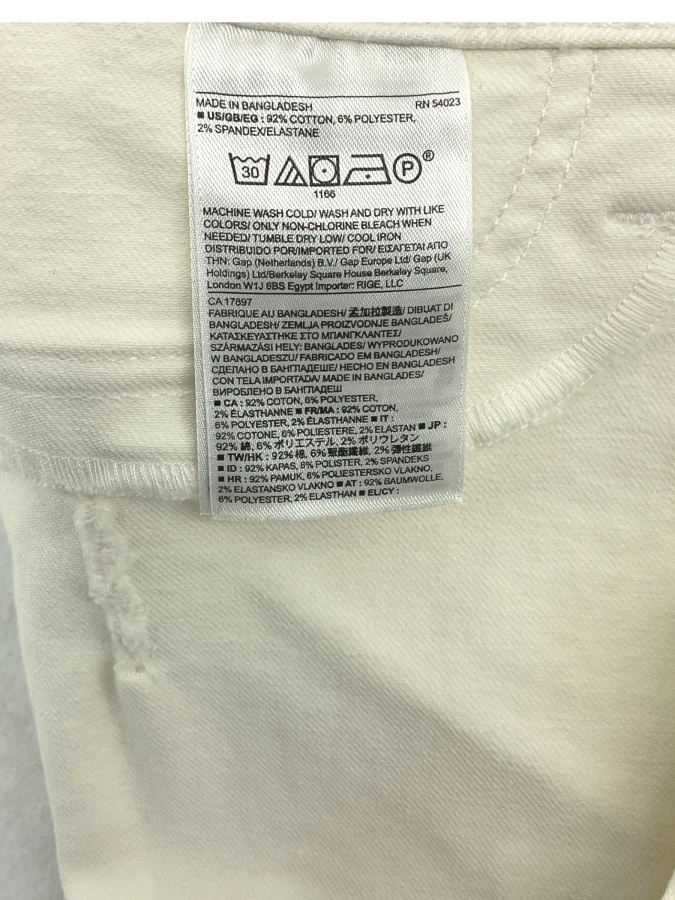 MADE IN BANGLADESH RN 54023
■ US/GB/EG : 92% COTTON, 6% POLYESTER,
2% SPANDEX/ELASTANE
30 P®
1166
MACHINE WASH COLD/ WASH AND DRY WITH LIKE
COLORS/ ONLY NON-CHLORINE BLEACH WHEN
NEEDED/ TUMBLE DRY LOW/ COOL IRON
DISTRIBUIDO POR/IMPORTED FOR/ ΕΙΣΑΓΕΤΑΙ ΑΠΟ
ΤΗΝ: Gap (Netherlands) B.V./ Gap Europe Ltd/ Gap (UK
Holdings) Ltd/Berkeley Square House Berkeley Square,
London W1J 6BS Egypt Importer: RIGE, LLC
CA 17897
FABRIQUE AU BANGLADESH/ 孟加拉製造/ DIBUAT DI
BANGLADESH/ ZEMLJA PROIZVODNJE BANGLADEŠ/
ΚΑΤΑΣΚΕΥΑΣΤΗΚΕ ΣΤΟ ΜΠΑΝΓΚΛΑΝΤΕΣ/
SZÁRMAZÁSI HELY: BANGLADES/ WYPRODUKOWANO
W BANGLADESZU/ FABRICADO EM BANGLADESH/
СДЕЛАНО В БАНГЛАДЕШЕ/ HECHO EN BANGLADESH
CON TELA IMPORTADA/ MADE IN BANGLADESH/
ВИРОБЛЕНО В БАНГЛАДЕШ
■ CA : 92% COTON, 6% POLYESTER,
2% ÉLASTHANNE ■ FR/MA : 92% COTON,
6% POLYESTER, 2% ÉLASTHANNE ■ IT :
92% COTONE, 6% POLIESTERE, 2% ELASTAN ■ JP :
92% 綿, 6% ポリエステル, 2% ポリウレタン
■ TW/HK : 92% 棉, 6% 聚酯纖維, 2% 彈性纖維
■ ID : 92% KAPAS, 6% POLISTER, 2% SPANDEKS
■ HR : 92% PAMUK, 6% POLIESTERSKO VLAKNO,
2% ELASTANSKO VLAKNO ■ AT : 92% BAUMWOLLE,
6% POLYESTER, 2% ELASTHAN ■ EL/CY :